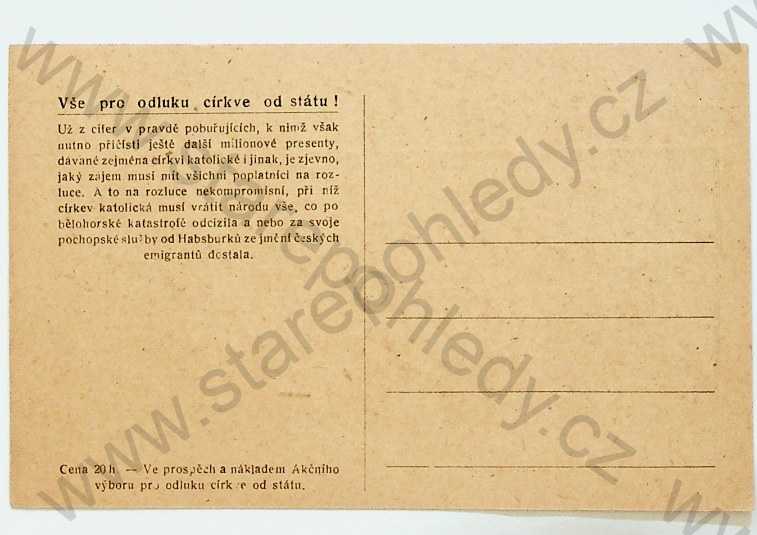 Vše pro odluku církve od státu!
Už z cifer v pravdě pobuřujících, k nimž však
nutno přičísti ještě další milionové presenty,
dávané zejména církvi katolické i jinak, je zjevno,
jaký zájem musí mít všichni poplatníci na roz-
luce. A to na rozluce nekompromisní, při níž
církev katolická musí vrátit národu vše, co po
bělohorské katastrofě odcizila a nebo za svoje
pochopské služby od Habsburků ze jmění českých
emigrantů dostala.
Cena 20 h — Ve prospěch a nákladem Akčního
výboru pro odluku církve od státu.
www.starepohledy.cz
www.starepohledy.cz